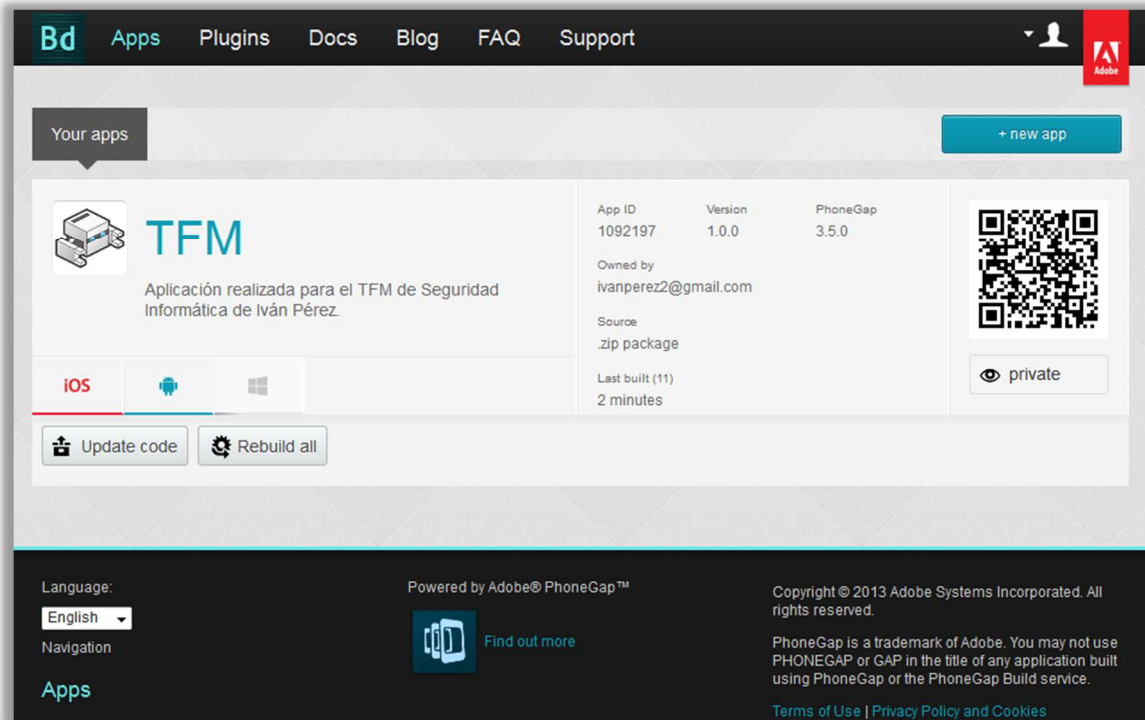 Bd Apps Plugins Docs Blog FAQ Support
Adobe
Your apps
+ new app
TFM
Aplicación realizada para el TFM de Seguridad
Informática de Iván Pérez.
iOS
App ID Version PhoneGap
1092197 1.0.0 3.5.0
Owned by
ivanperez2@gmail.com
Source
.zip package
Last built (11)
2 minutes
private
Update code
Rebuild all
Language:
English
Navigation
Apps
Powered by Adobe® PhoneGap™
Find out more
Copyright © 2013 Adobe Systems Incorporated. All
rights reserved.
PhoneGap is a trademark of Adobe. You may not use
PHONEGAP or GAP in the title of any application built
using PhoneGap or the PhoneGap Build service.
Terms of Use | Privacy Policy and Cookies